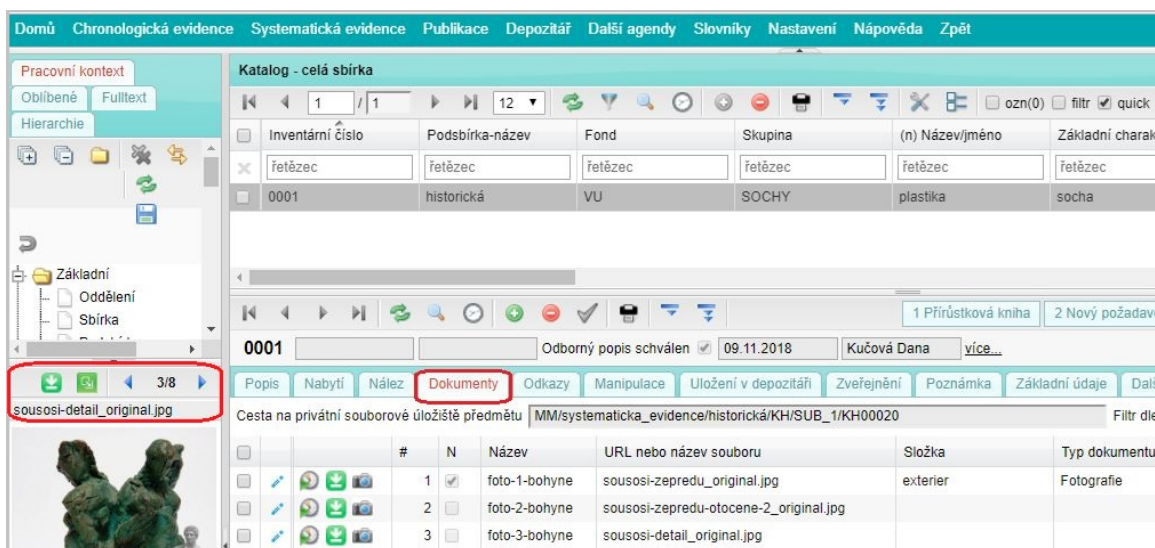 Domů Chronologická evidence Systematická evidence Publikace Depozitář Další agendy Slovníky Nastavení Nápověda Zpět
Pracovní kontext
Oblíbené Fulltext
Hierarchie
Základní
Oddělení
Sbírka
3/8
sousosi-detail_original.jpg
Katalog - celá sbírka
1 / 1 12 ozn(0) filtr quick
Inventární číslo Podsbírka-název Fond Skupina (n) Název/jméno Základní charak
řetězec řetězec řetězec řetězec řetězec řetězec
0001 historická VU SOCHY plastika socha
1 Přírůstková kniha 2 Nový požadav
0001 Odborný popis schválen 09.11.2018 Kučová Dana více...
Popis Nabytí Nález Dokumenty Odkazy Manipulace Uložení v depozitáři Zveřejnění Poznámka Základní údaje Dal
Cesta na privátní souborové úložiště předmětu MM/systematicka_evidence/historická/KH/SUB_1/KH00020 Filtr dle
# N Název URL nebo název souboru Složka Typ dokumentu
1 foto-1-bohyne sousosi-zepredu_original.jpg exterier Fotografie
2 foto-2-bohyne sousosi-zepredu-otocene-2_original.jpg
3 foto-3-bohyne sousosi-detail_original.jpg